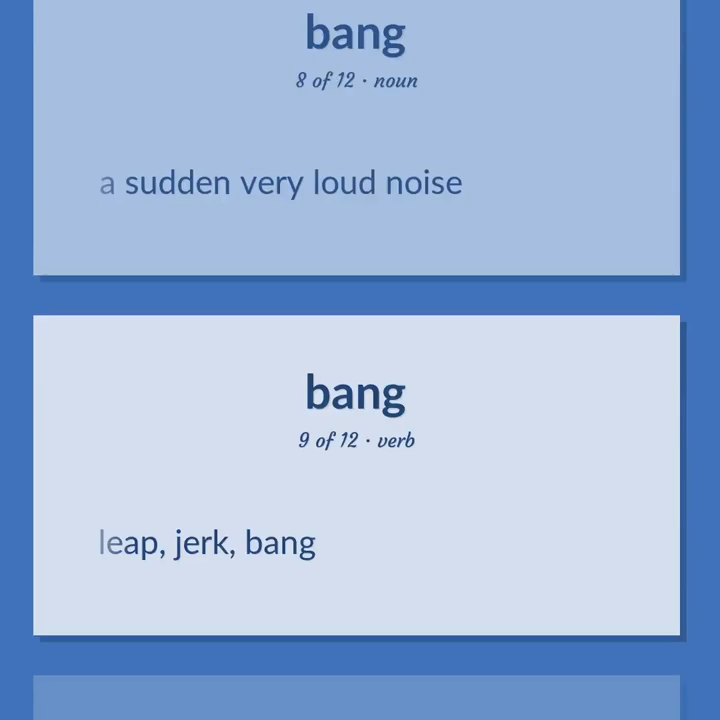 bang
8 of 12 · noun
a sudden very loud noise
bang
9 of 12 · verb
leap, jerk, bang